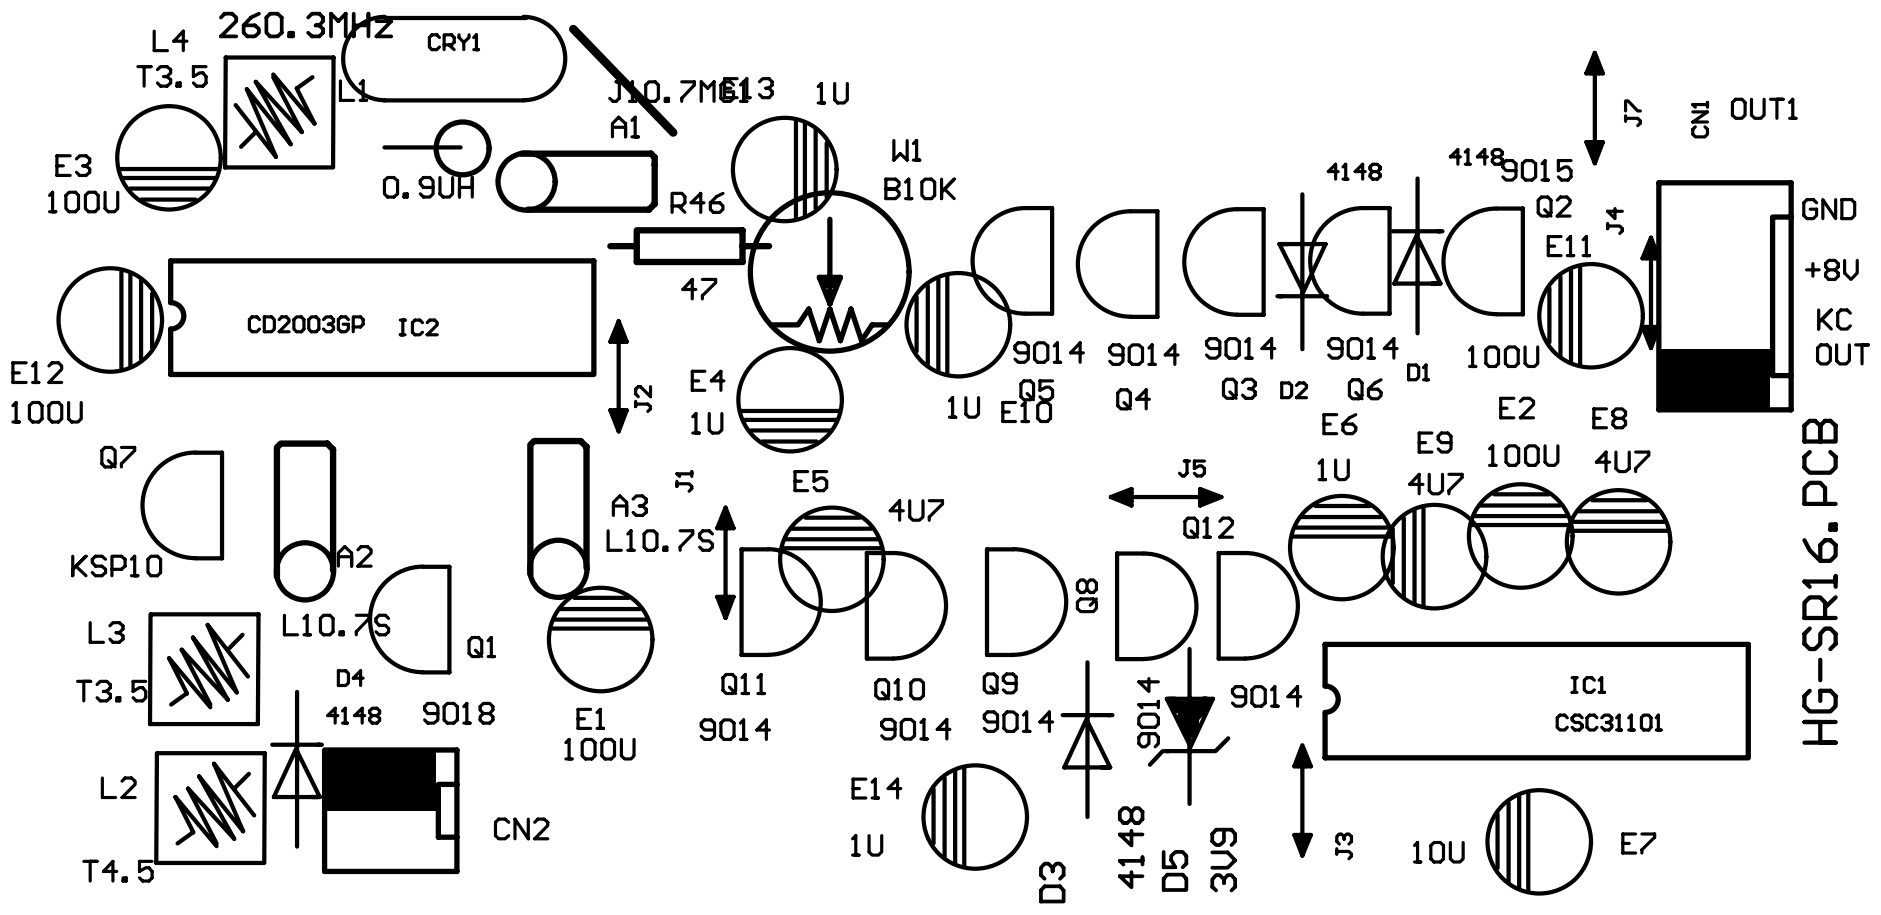 260.3MHz
L4
T3.5
CRY1
L1
J10.7MG1
E13
1U
A1
J7
CN1
OUT1
E3
100U
0.9UH
W1
B10K
R46
47
4148
4148
9015
Q2
J4
E11
GND
+8V
KC
OUT
CD2003GP
IC2
E12
100U
J2
E4
1U
9014
Q5
1U
E10
9014
Q4
9014
Q3
D2
9014
Q6
D1
100U
Q7
KSP10
A2
L10.7S
A3
L10.7S
J1
E5
4U7
J5
Q12
E6
1U
E9
4U7
E2
100U
E8
4U7
HG-SR16.PCB
L3
T3.5
D4
4148
Q1
9018
E1
100U
Q11
9014
Q10
9014
Q9
9014
Q8
9014
9014
IC1
CSC31101
L2
T4.5
CN2
E14
1U
D3
4148
D5
3V9
J3
10U
E7